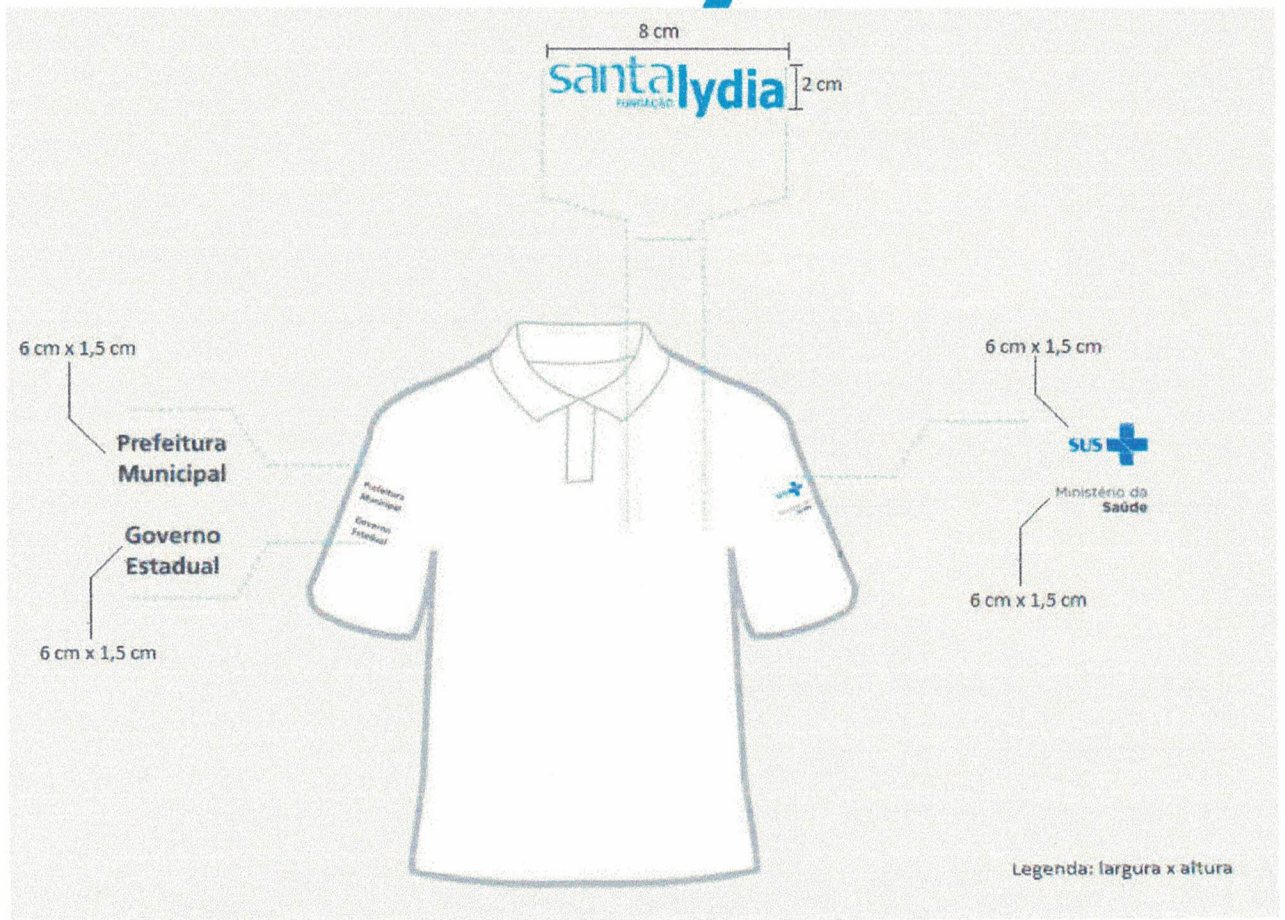 8 cm
santalydia
FUNDAÇÃO
2 cm
6 cm x 1,5 cm
Prefeitura
Municipal
Governo
Estadual
6 cm x 1,5 cm
Prefeitura
Municipal
Governo
Estadual
6 cm x 1,5 cm
SUS
Ministério da
Saúde
6 cm x 1,5 cm
Legenda: largura x altura